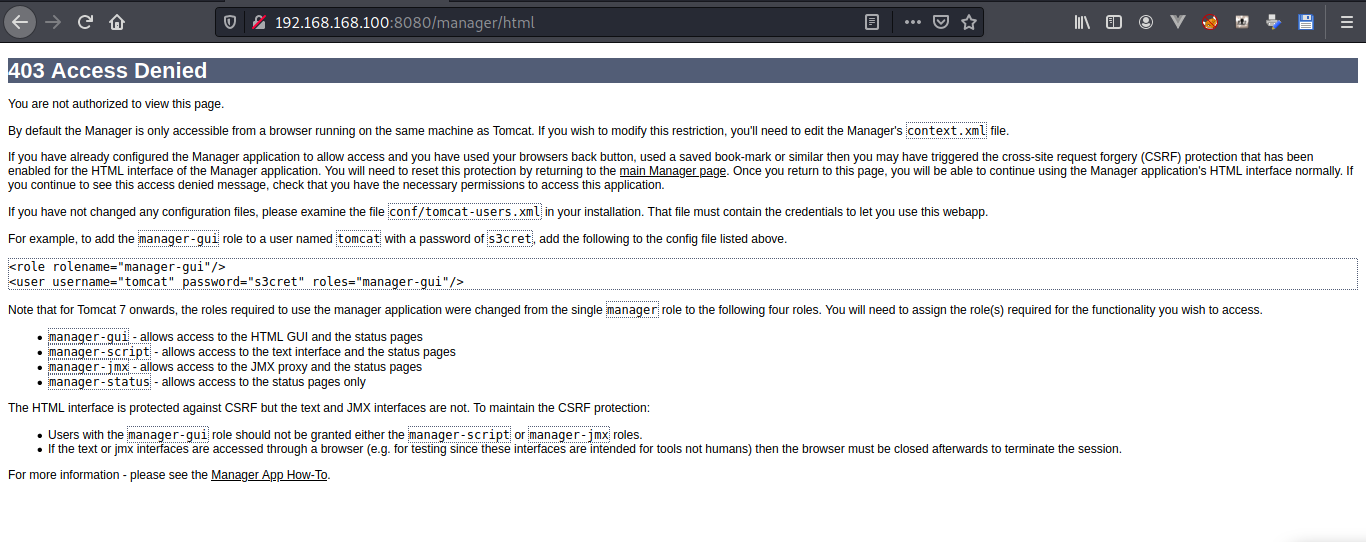 192.168.168.100:8080/manager/html
403 Access Denied
You are not authorized to view this page.
By default the Manager is only accessible from a browser running on the same machine as Tomcat. If you wish to modify this restriction, you'll need to edit the Manager's context.xml file.
If you have already configured the Manager application to allow access and you have used your browsers back button, used a saved book-mark or similar then you may have triggered the cross-site request forgery (CSRF) protection that has been
enabled for the HTML interface of the Manager application. You will need to reset this protection by returning to the main Manager page. Once you return to this page, you will be able to continue using the Manager application's HTML interface normally. If
you continue to see this access denied message, check that you have the necessary permissions to access this application.
If you have not changed any configuration files, please examine the file conf/tomcat-users.xml in your installation. That file must contain the credentials to let you use this webapp.
For example, to add the manager-gui role to a user named tomcat with a password of s3cret, add the following to the config file listed above.
<role rolename="manager-gui"/>
<user username="tomcat" password="s3cret" roles="manager-gui"/>
Note that for Tomcat 7 onwards, the roles required to use the manager application were changed from the single manager role to the following four roles. You will need to assign the role(s) required for the functionality you wish to access.
• manager-gui - allows access to the HTML GUI and the status pages
• manager-script - allows access to the text interface and the status pages
• manager-jmx - allows access to the JMX proxy and the status pages
• manager-status - allows access to the status pages only
The HTML interface is protected against CSRF but the text and JMX interfaces are not. To maintain the CSRF protection:
• Users with the manager-gui role should not be granted either the manager-script or manager-jmx roles.
• If the text or jmx interfaces are accessed through a browser (e.g. for testing since these interfaces are intended for tools not humans) then the browser must be closed afterwards to terminate the session.
For more information - please see the Manager App How-To.